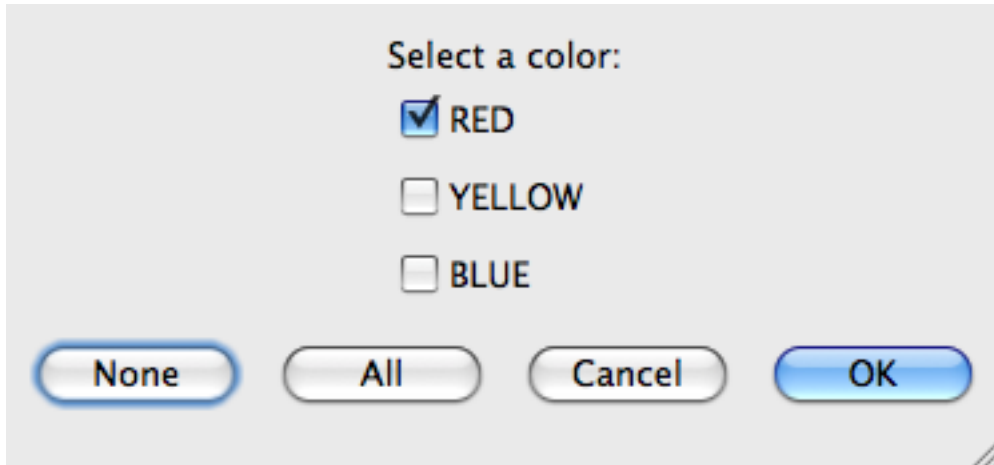 Select a color:
RED
YELLOW
BLUE
None All Cancel OK